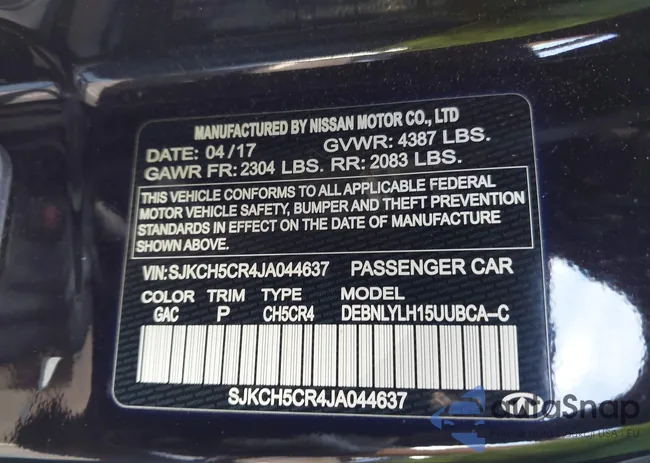 MANUFACTURED BY NISSAN MOTOR CO., LTD
DATE: 04/17 GVWR: 4387 LBS.
GAWR FR: 2304 LBS. RR: 2083 LBS.
THIS VEHICLE CONFORMS TO ALL APPLICABLE FEDERAL
MOTOR VEHICLE SAFETY, BUMPER AND THEFT PREVENTION
STANDARDS IN EFFECT ON THE DATE OF MANUFACTURE
SHOWN ABOVE.
VIN: SJKCH5CR4JA044637 PASSENGER CAR
COLOR TRIM TYPE
GAC P CH5CR4 DEBNLYLH15UUBCA-C
SJKCH5CR4JA044637
autoSnap